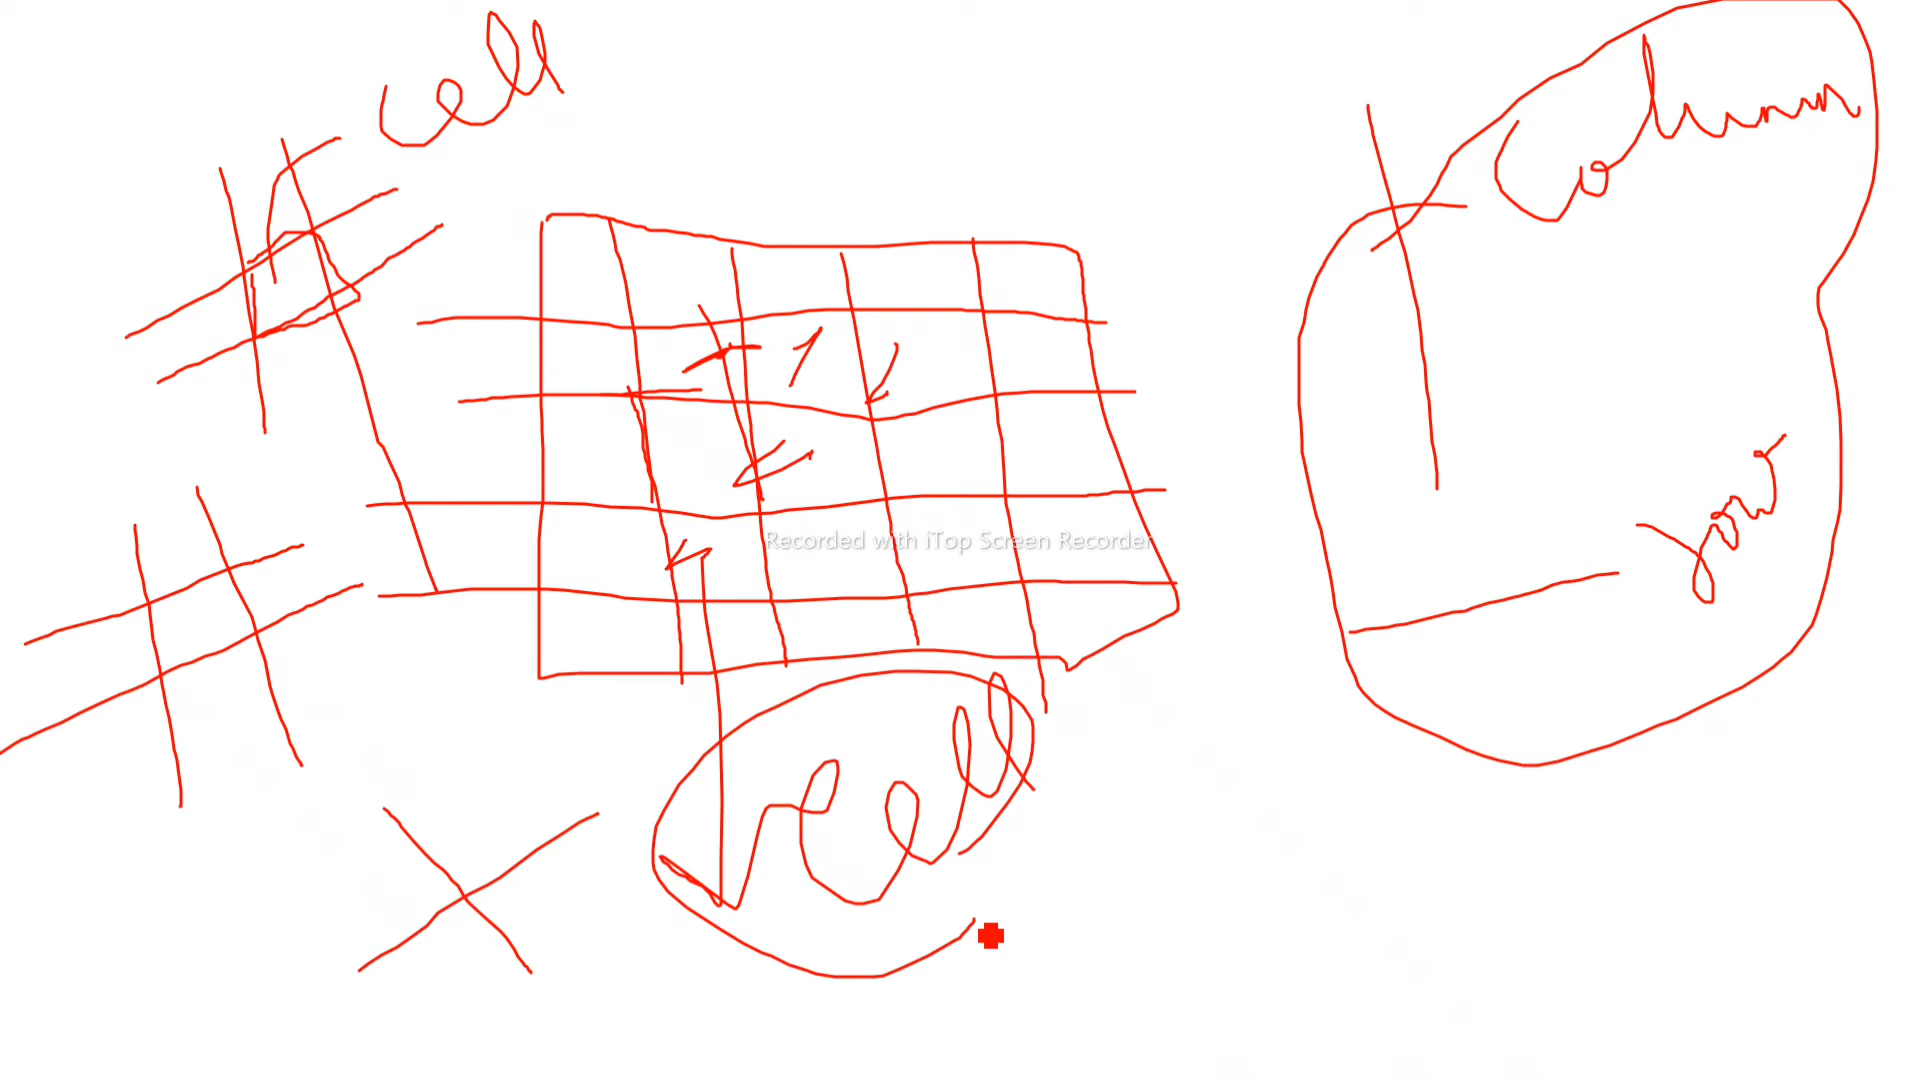 cell
Column
Recorded with iTop Screen Recorder
row
cell